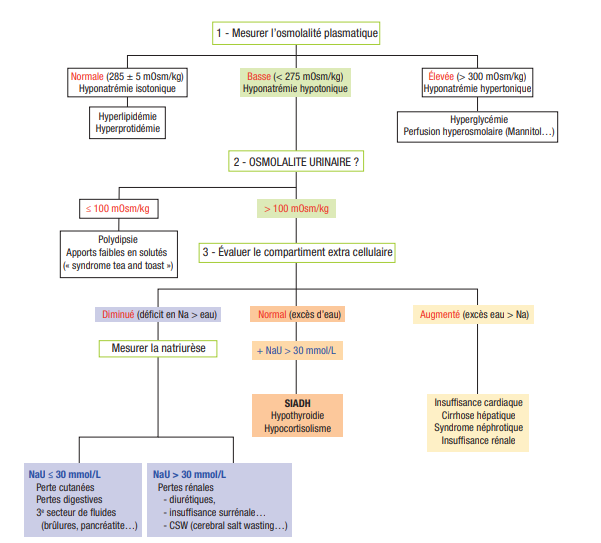 1 - Mesurer l'osmolalité plasmatique
Normale (285 ± 5 mOsm/kg)
Hyponatrémie isotonique
Basse (< 275 mOsm/kg)
Hyponatrémie hypotonique
Élevée (> 300 mOsm/kg)
Hyponatrémie hypertonique
Hyperlipidémie
Hyperprotidémie
Hyperglycémie
Perfusion hyperosmolaire (Mannitol…)
2 - OSMOLALITE URINAIRE ?
≤ 100 mOsm/kg
> 100 mOsm/kg
Polydipsie
Apports faibles en solutés
(« syndrome tea and toast »)
3 - Évaluer le compartiment extra cellulaire
Diminué (déficit en Na > eau)
Normal (excès d'eau)
Augmenté (excès eau > Na)
Mesurer la natriurèse
+ NaU > 30 mmol/L
SIADH
Hypothyroidie
Hypocortisolisme
Insuffisance cardiaque
Cirrhose hépatique
Syndrome néphrotique
Insuffisance rénale
NaU ≤ 30 mmol/L
Perte cutanées
Pertes digestives
3e secteur de fluides
(brûlures, pancréatite…)
NaU > 30 mmol/L
Pertes rénales
- diurétiques,
- insuffisance surrénale…
- CSW (cerebral salt wasting…)